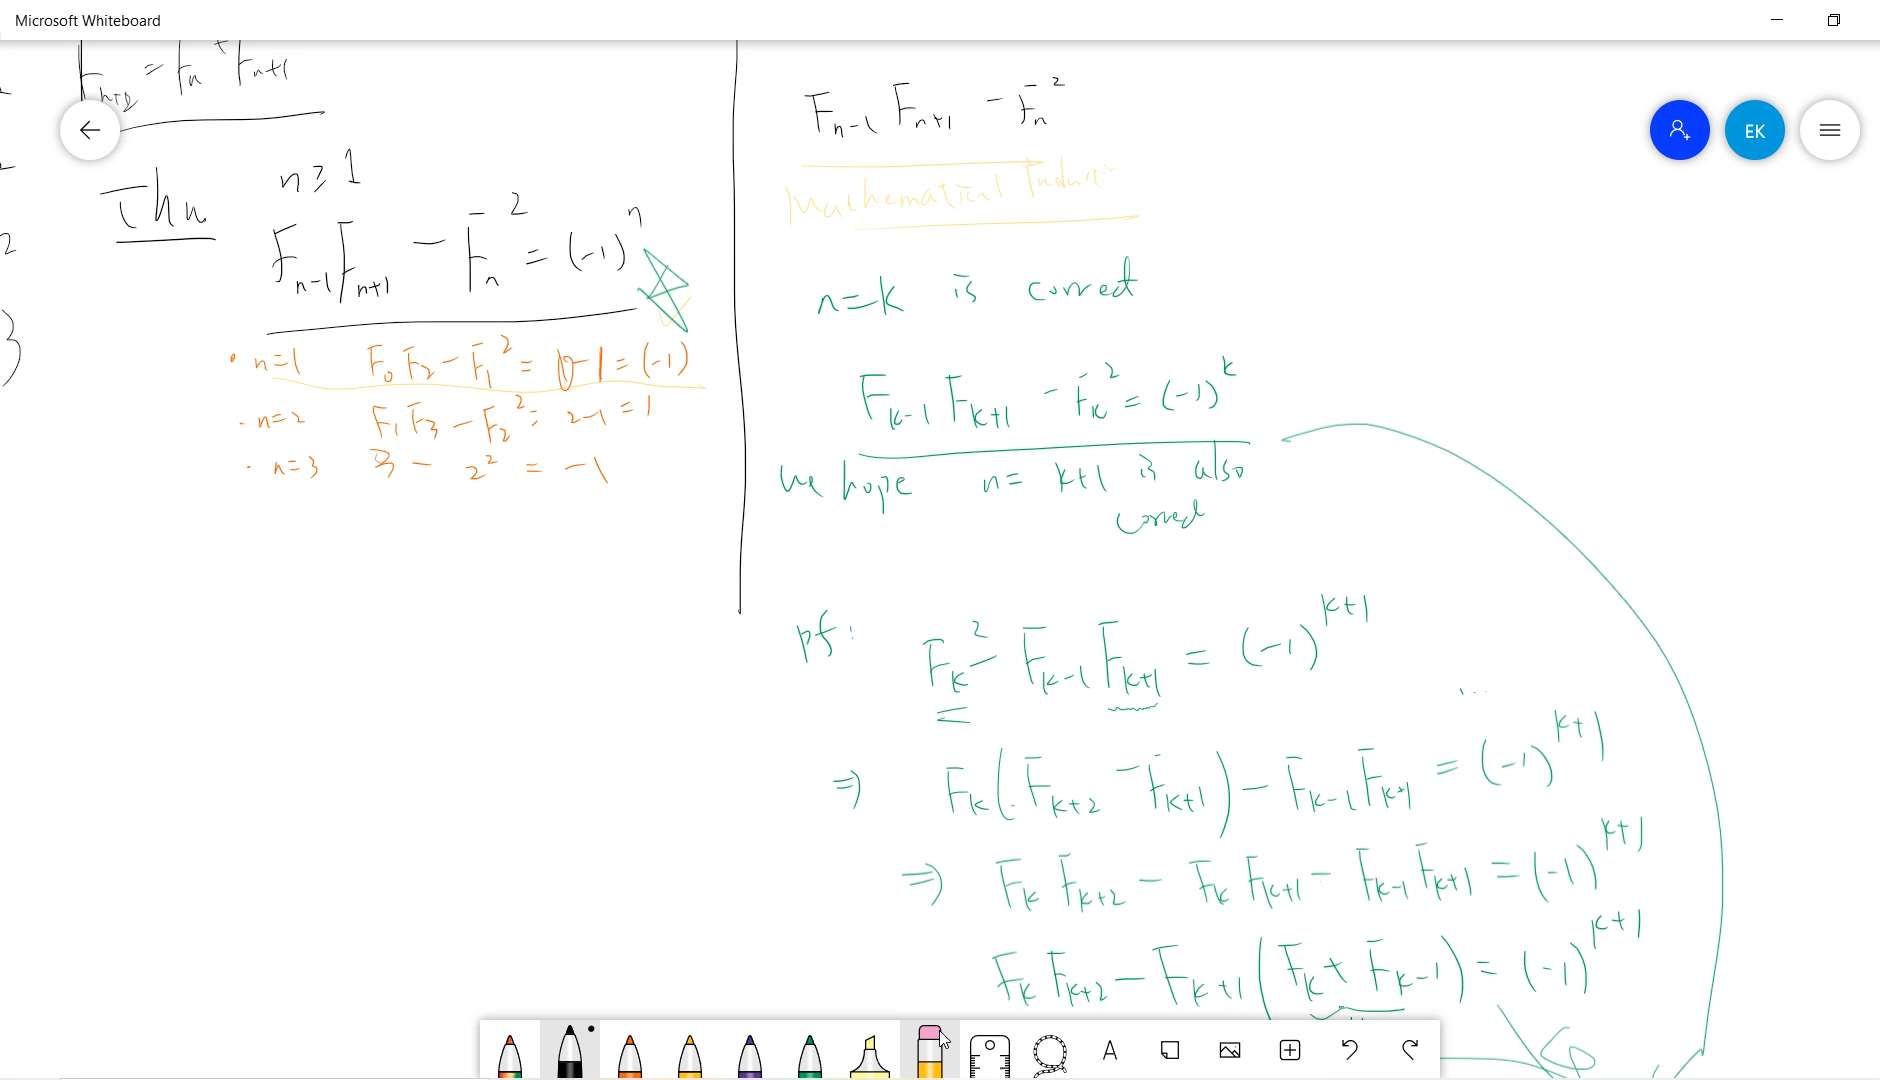 Microsoft Whiteboard
F_{n+2} = F_n + F_{n+1}
Thm n ≥ 1
F_{n-1} F_{n+1} - F_n^2 = (-1)^n
• n=1 F_0 F_2 - F_1^2 = 0-1 = (-1)
• n=2 F_1 F_3 - F_2^2 = 2-1 = 1
• n=3 3 - 2^2 = -1
F_{n-1} F_{n+1} - F_n^2
Mathematical Induction
n=k is correct
F_{k-1} F_{k+1} - F_k^2 = (-1)^k
we hope n= k+1 is also
correct
pf: F_k^2 - F_{k-1} F_{k+1} = (-1)^{k+1}
⇒ F_k (F_{k+2} - F_{k+1}) - F_{k-1} F_{k+1} = (-1)^{k+1}
⇒ F_k F_{k+2} - F_k F_{k+1} - F_{k-1} F_{k+1} = (-1)^{k+1}
F_k F_{k+2} - F_{k+1} (F_k + F_{k-1}) = (-1)^{k+1}
EK
A